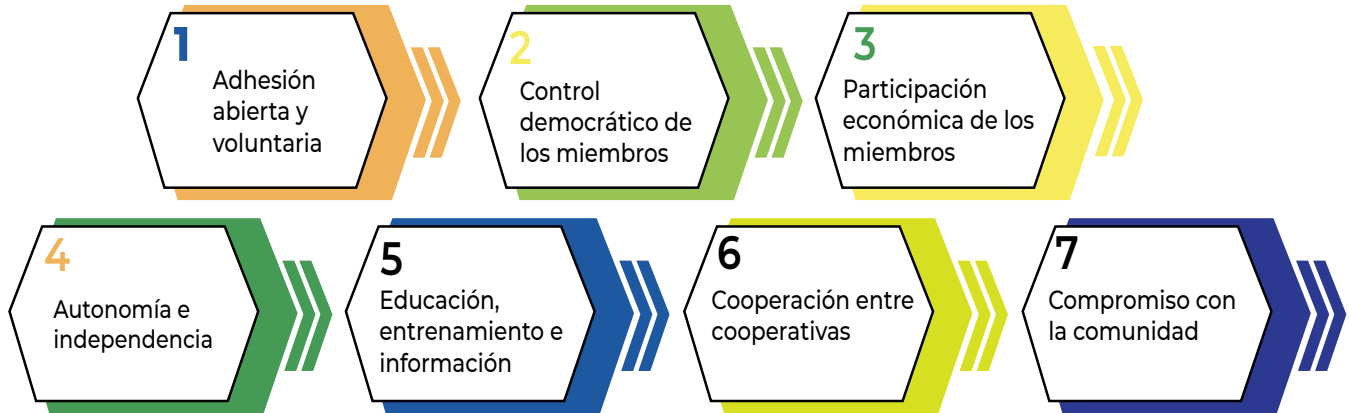 1
Adhesión
abierta y
voluntaria
2
Control
democrático de
los miembros
3
Participación
económica de los
miembros
4
Autonomía e
independencia
5
Educación,
entrenamiento e
información
6
Cooperación entre
cooperativas
7
Compromiso con
la comunidad